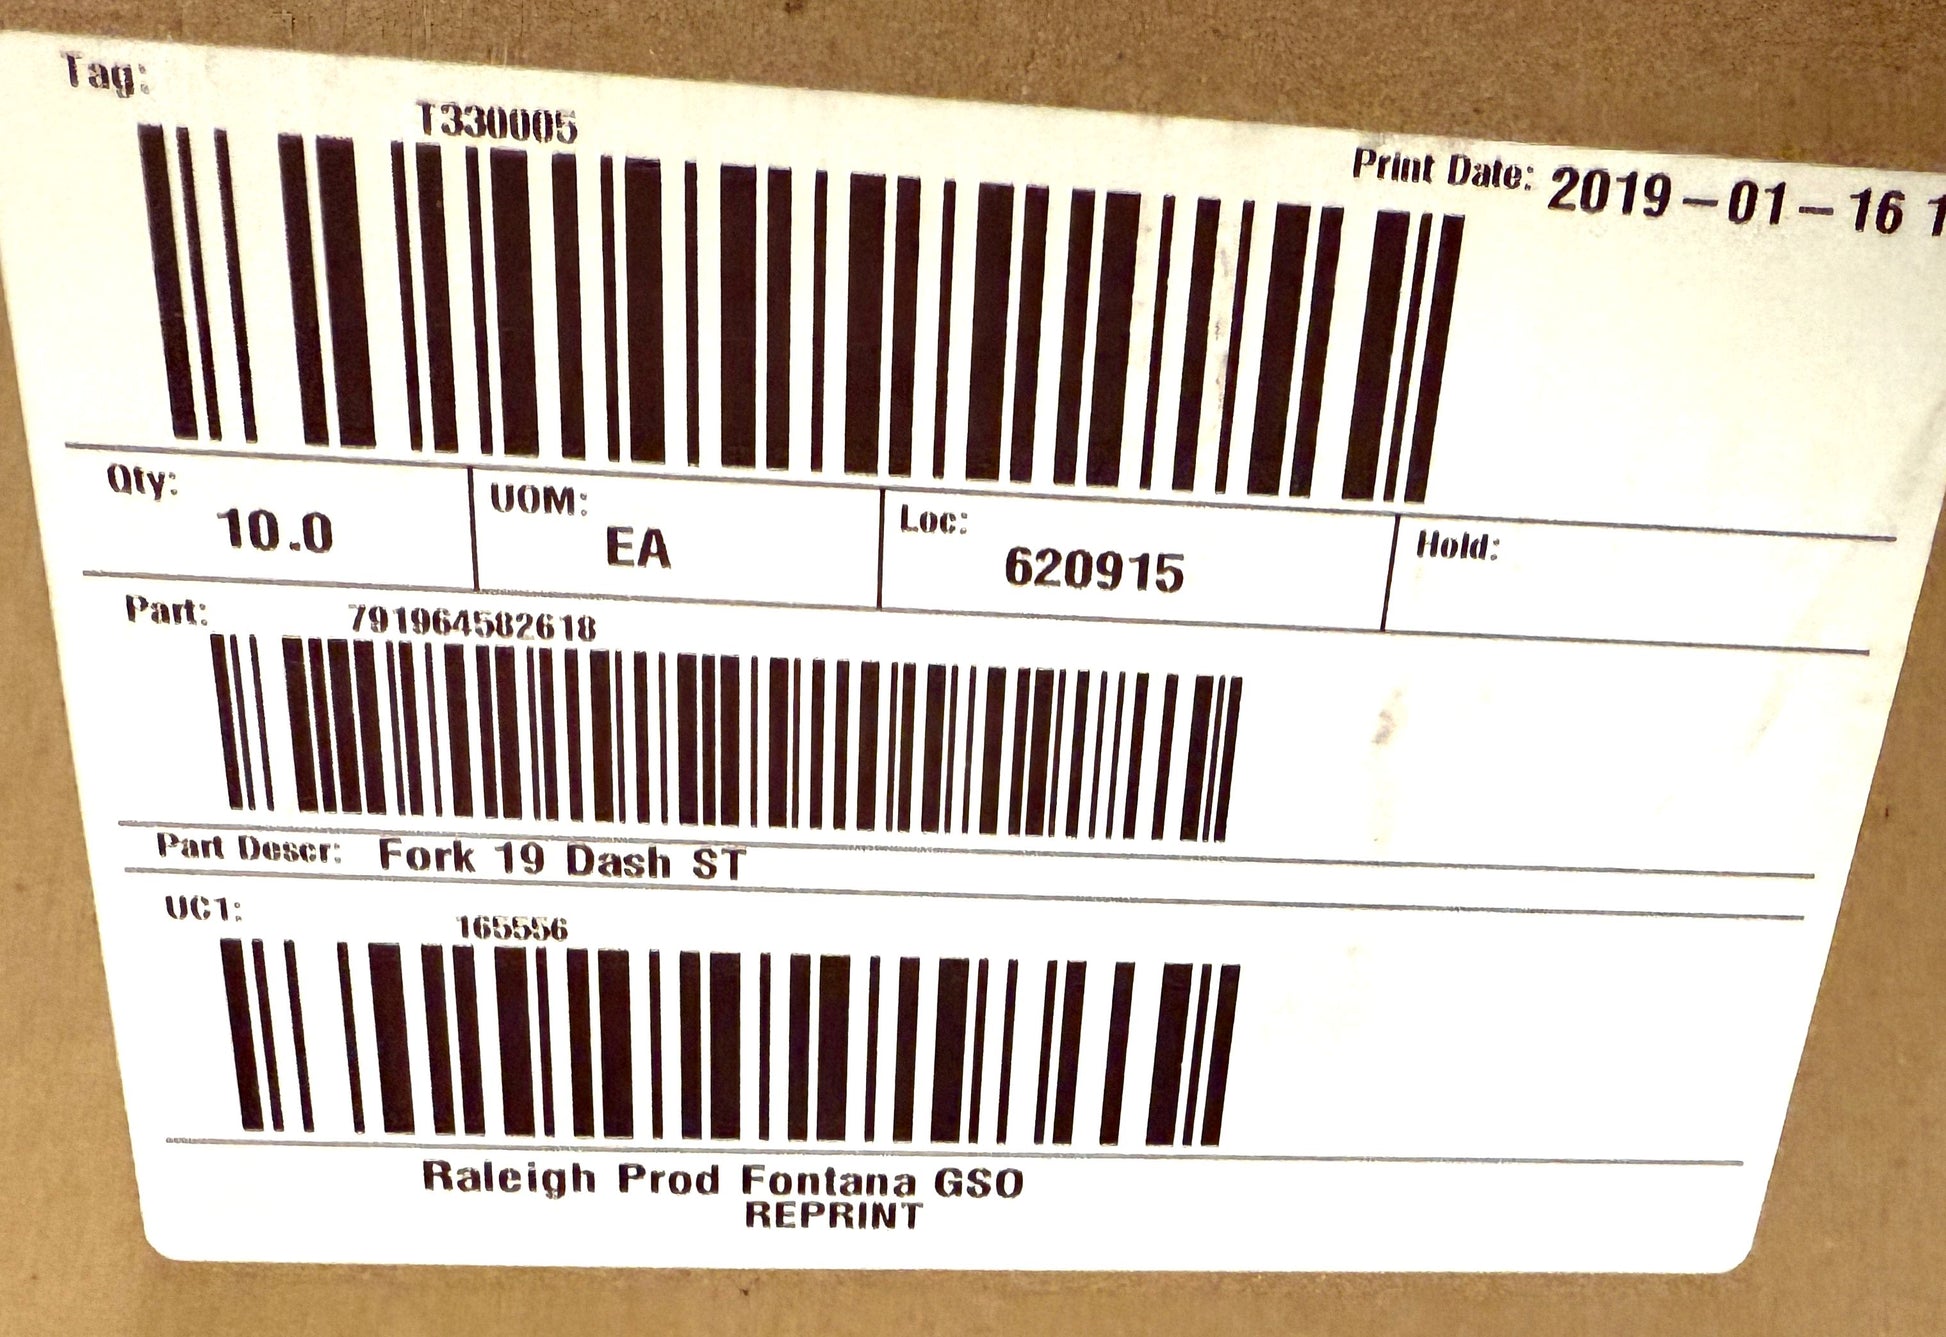 Tag:
T330005
Print Date: 2019-01-16 1
Qty: 10.0
UOM: EA
Loc: 620915
Hold:
Part: 791964582618
Part Descr: Fork 19 Dash ST
UC1: 165556
Raleigh Prod Fontana GSO
REPRINT